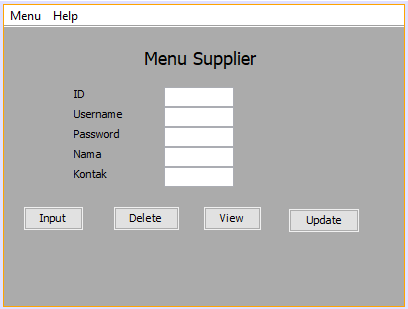 Menu Help
Menu Supplier
ID
Username
Password
Nama
Kontak
Input Delete View Update